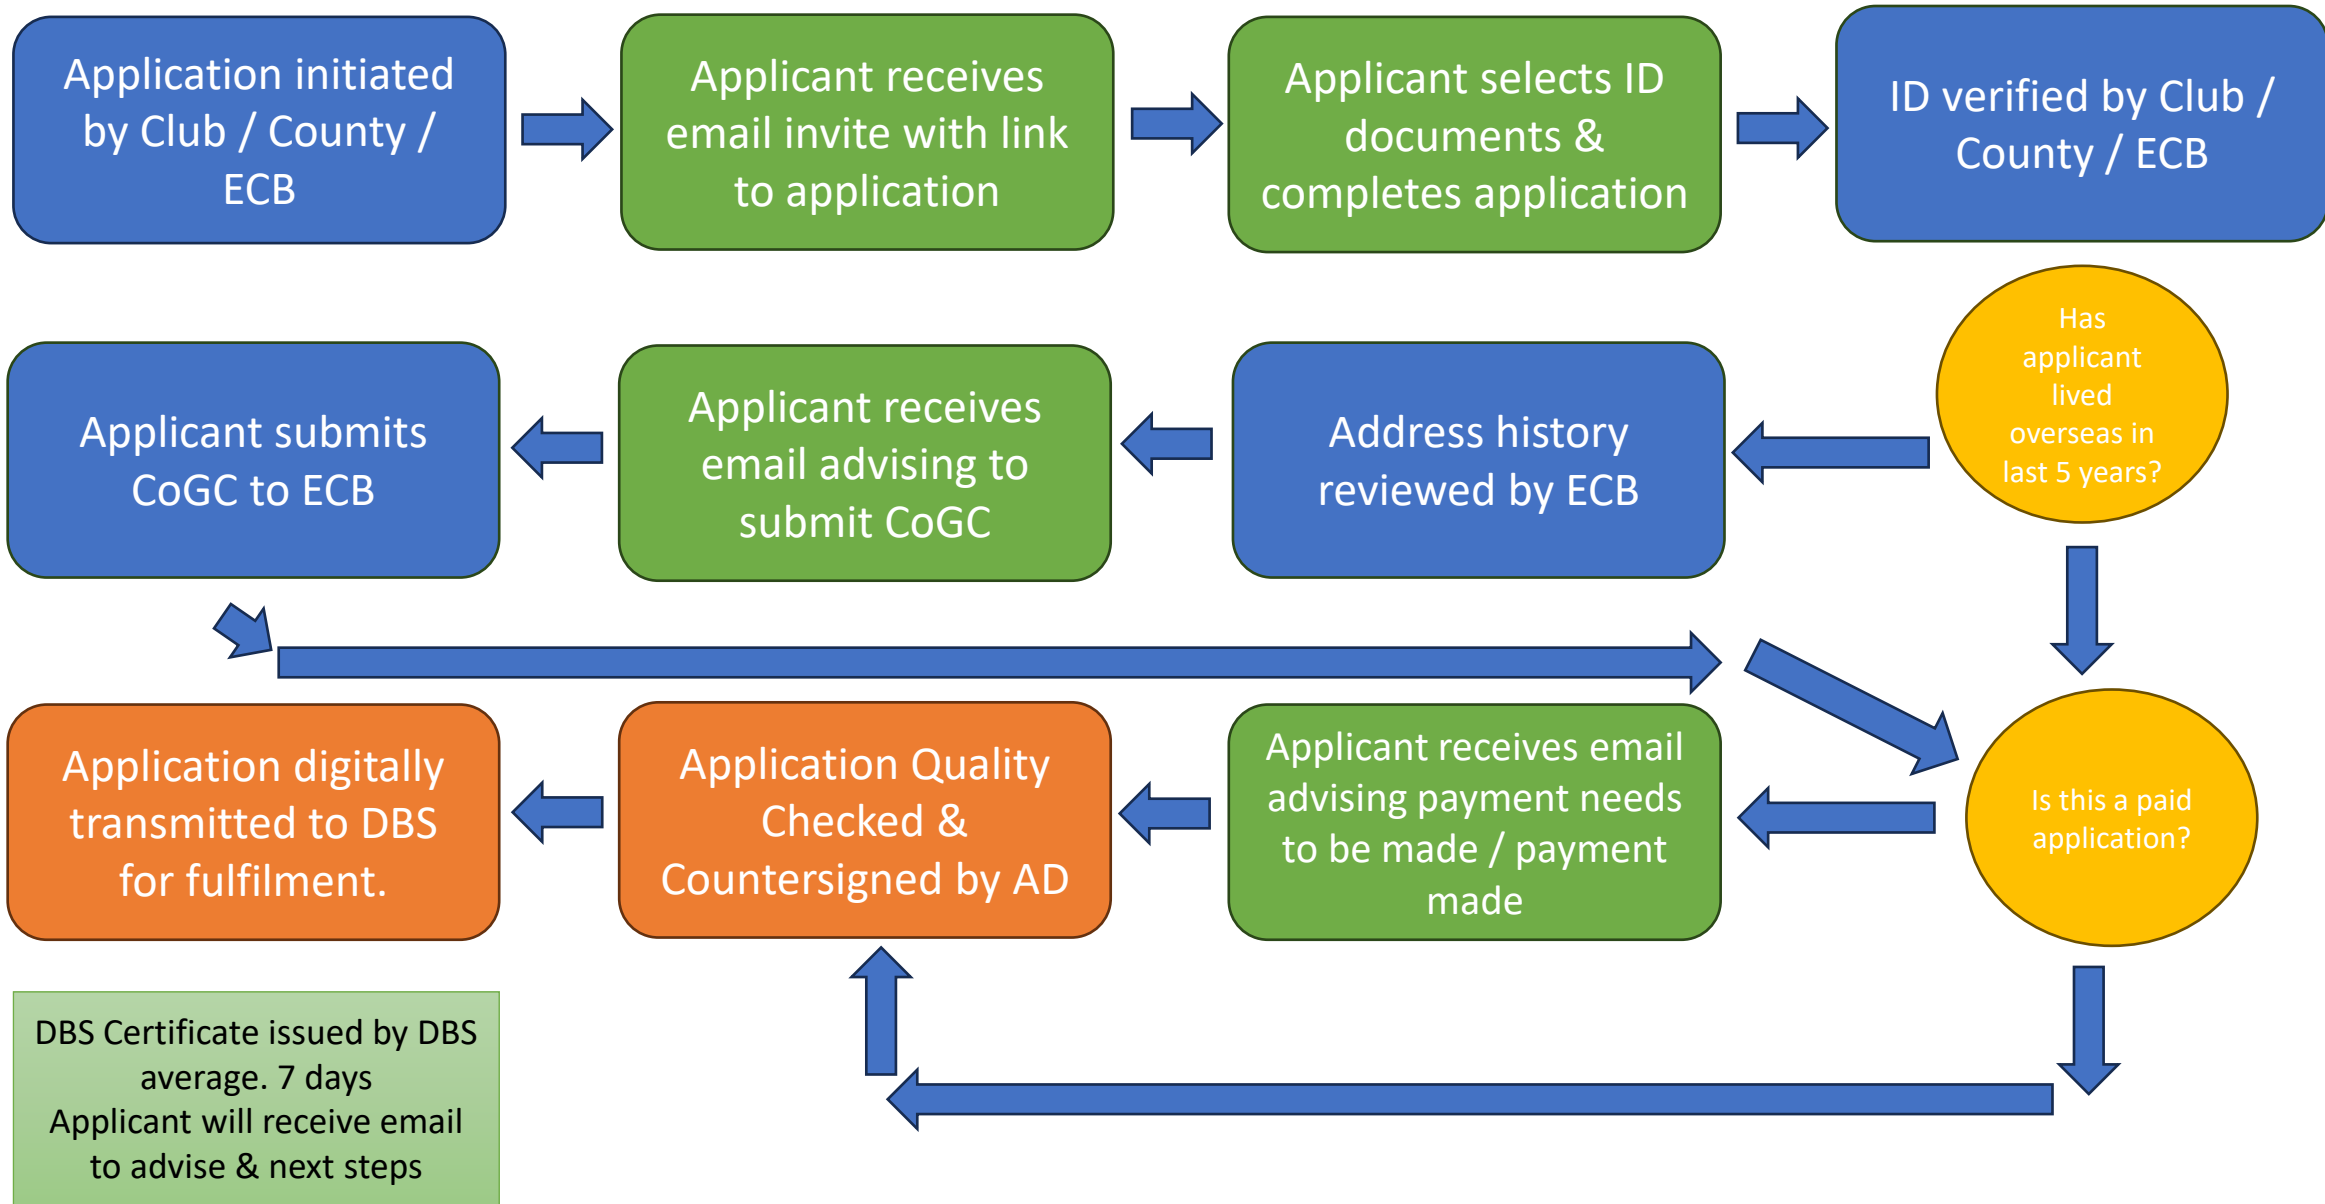 Application initiated
by Club / County /
ECB
Applicant receives
email invite with link
to application
Applicant selects ID
documents &
completes application
ID verified by Club /
County / ECB
Has
applicant
lived
overseas in
last 5 years?
Address history
reviewed by ECB
Applicant receives
email advising to
submit CoGC
Applicant submits
CoGC to ECB
Is this a paid
application?
Applicant receives email
advising payment needs
to be made / payment
made
Application Quality
Checked &
Countersigned by AD
Application digitally
transmitted to DBS
for fulfilment.
DBS Certificate issued by DBS
average. 7 days
Applicant will receive email
to advise & next steps